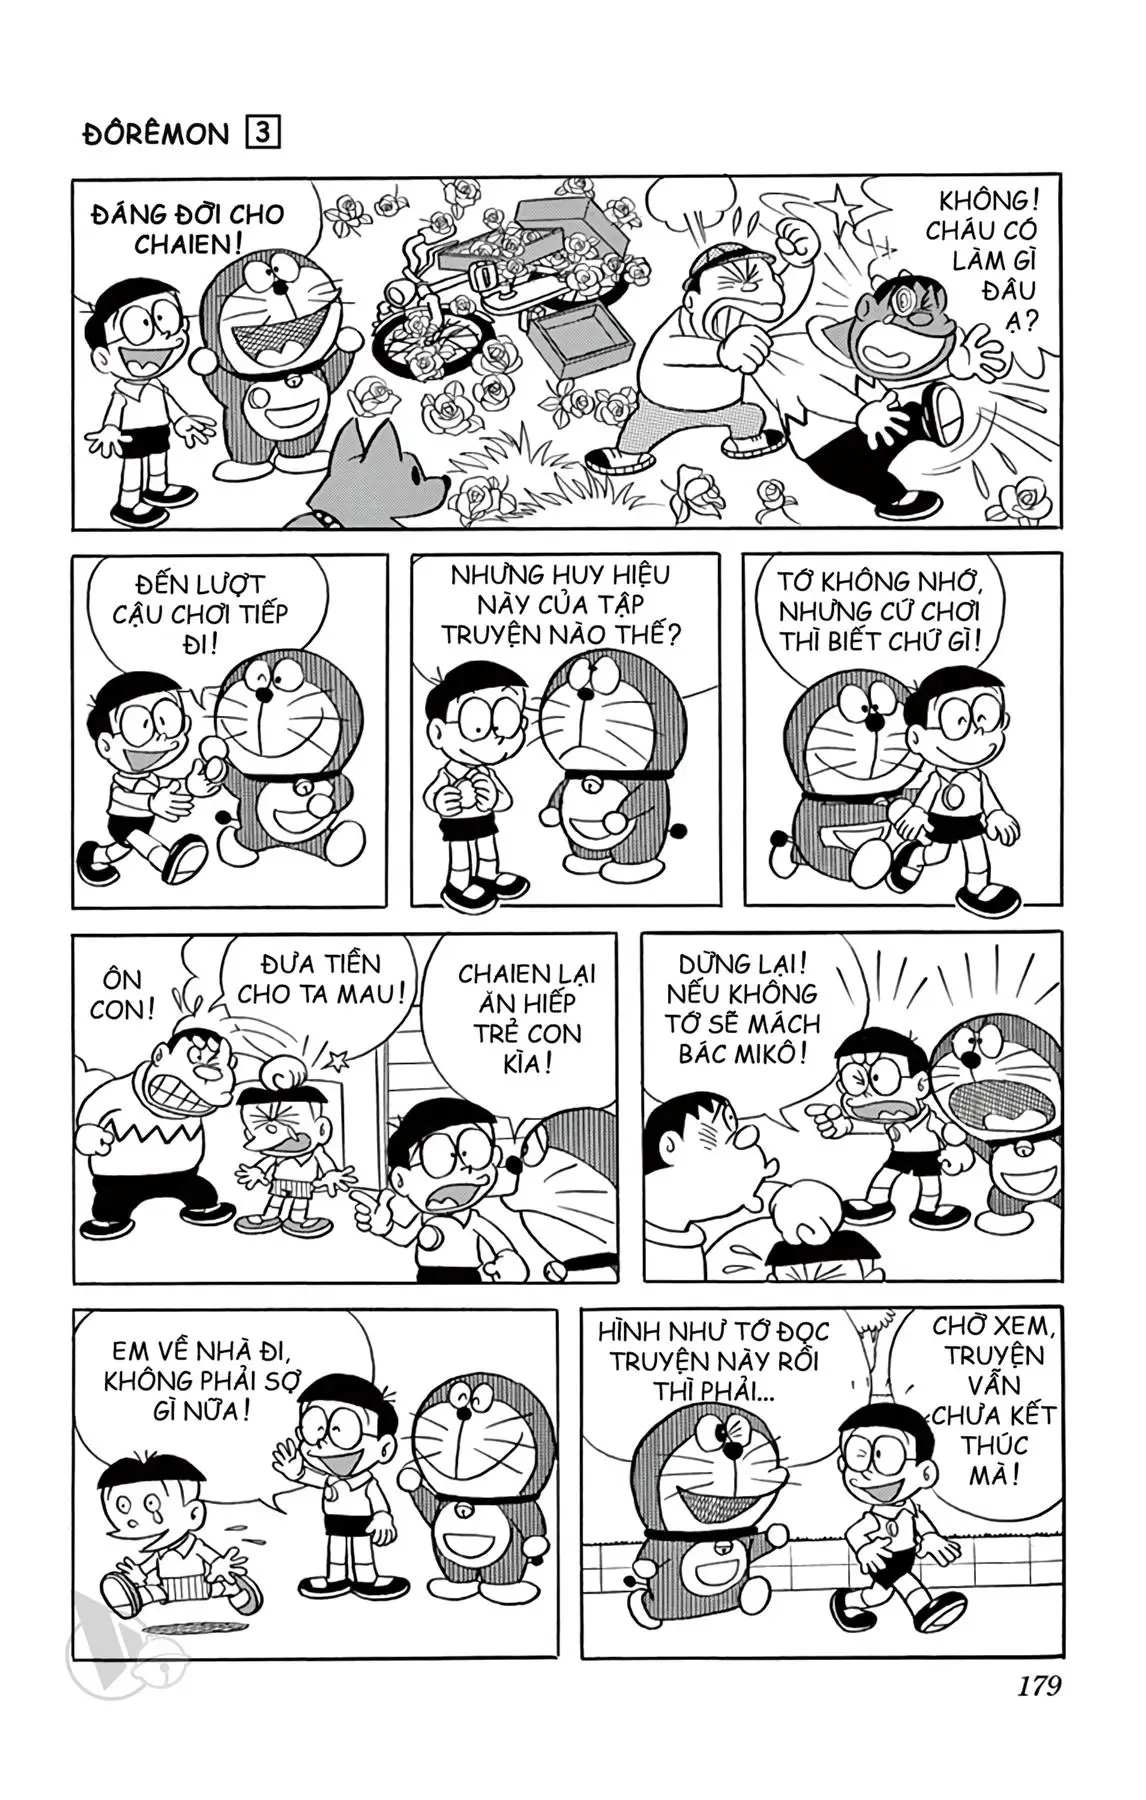 ĐÔRÊMON 3
ĐÁNG ĐỜI CHO
CHAIEN!
KHÔNG!
CHÁU CÓ
LÀM GÌ
ĐÂU
Ạ?
ĐẾN LƯỢT
CẬU CHƠI TIẾP
ĐI!
NHƯNG HUY HIỆU
NÀY CỦA TẬP
TRUYỆN NÀO THẾ?
TỚ KHÔNG NHỚ,
NHƯNG CỨ CHƠI
THÌ BIẾT CHỨ GÌ!
ÔN
CON!
ĐƯA TIỀN
CHO TA MAU!
CHAIEN LẠI
ĂN HIẾP
TRẺ CON
KÌA!
DỪNG LẠI!
NẾU KHÔNG
TỚ SẼ MÁCH
BÁC MIKÔ!
EM VỀ NHÀ ĐI,
KHÔNG PHẢI SỢ
GÌ NỮA!
HÌNH NHƯ TỚ ĐỌC
TRUYỆN NÀY RỒI
THÌ PHẢI...
CHỜ XEM,
TRUYỆN
VẪN
CHƯA KẾT
THÚC
MÀ!
179